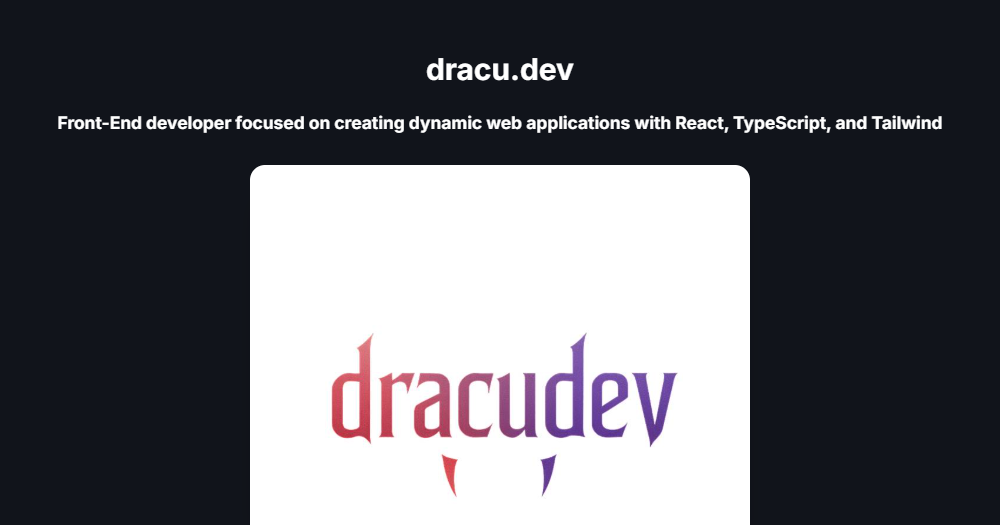 dracu.dev
Front-End developer focused on creating dynamic web applications with React, TypeScript, and Tailwind
dracudev